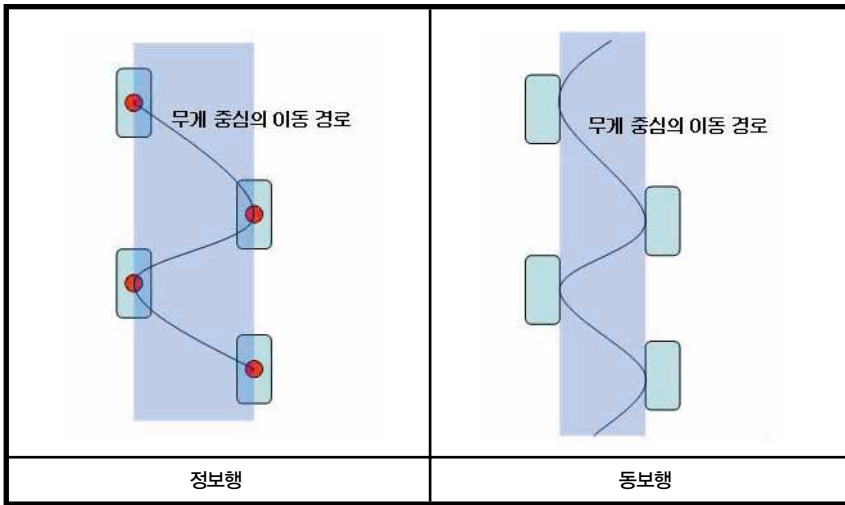 무게 중심의 이동 경로
무게 중심의 이동 경로
정보행
동보행